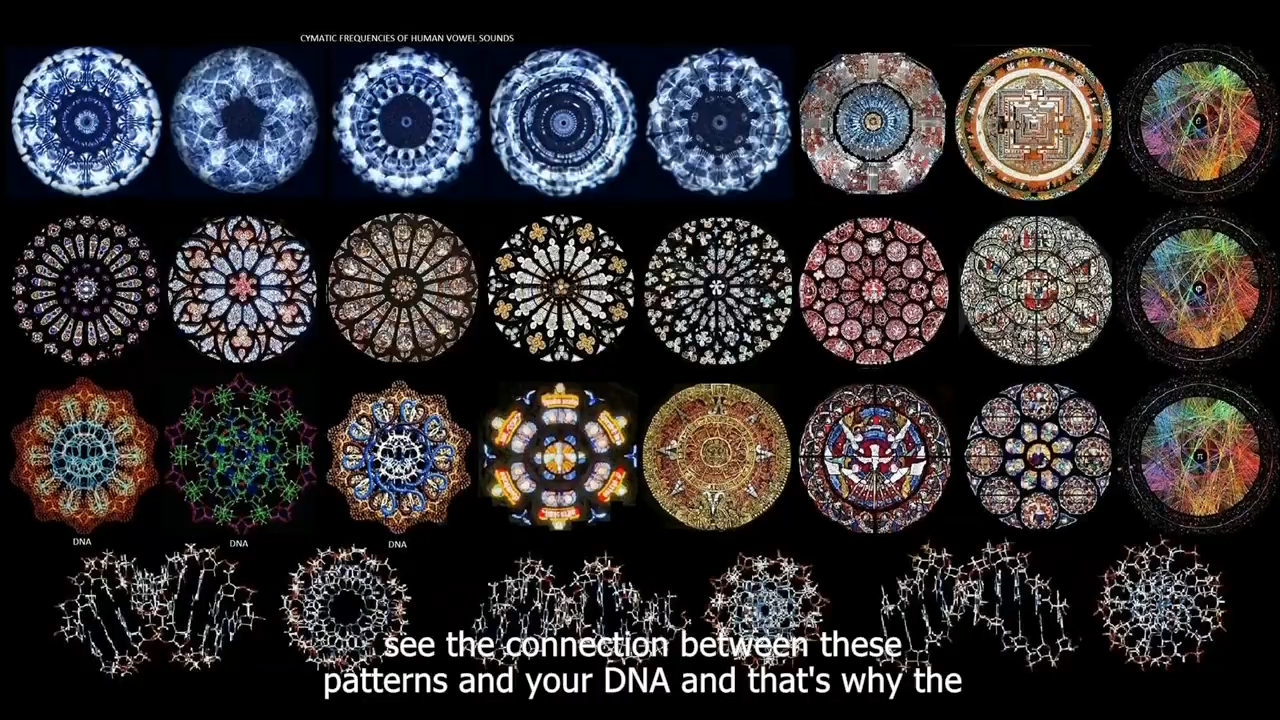 CYMATIC FREQUENCIES OF HUMAN VOWEL SOUNDS
DNA
DNA
DNA
see the connection between these
patterns and your DNA and that's why the